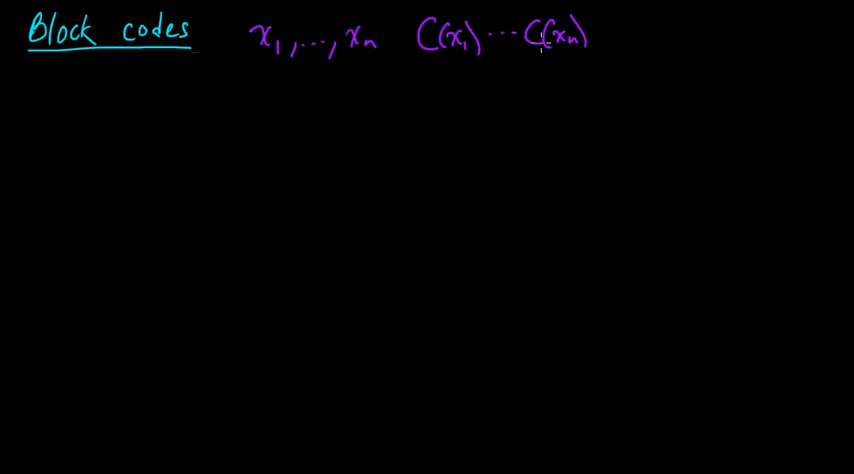 Block codes x₁, ..., xₙ C(x₁) ··· C(xₙ)